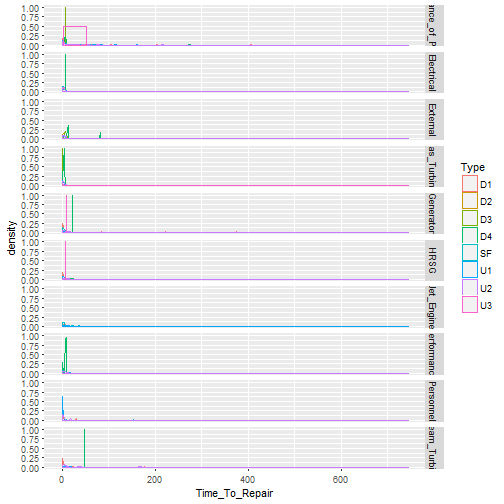 1.00
0.75
0.50
0.25
0.00
ance_of_P
1.00
0.75
0.50
0.25
0.00
Electrical
1.00
0.75
0.50
0.25
0.00
External
1.00
0.75
0.50
0.25
0.00
as_Turbin
1.00
0.75
0.50
0.25
0.00
Generator
1.00
0.75
0.50
0.25
0.00
HRSG
1.00
0.75
0.50
0.25
0.00
Jet_Engine
1.00
0.75
0.50
0.25
0.00
erformanc
1.00
0.75
0.50
0.25
0.00
Personnel
1.00
0.75
0.50
0.25
0.00
eam_Turbi
density
0 200 400 600
Time_To_Repair
Type
D1
D2
D3
D4
SF
U1
U2
U3